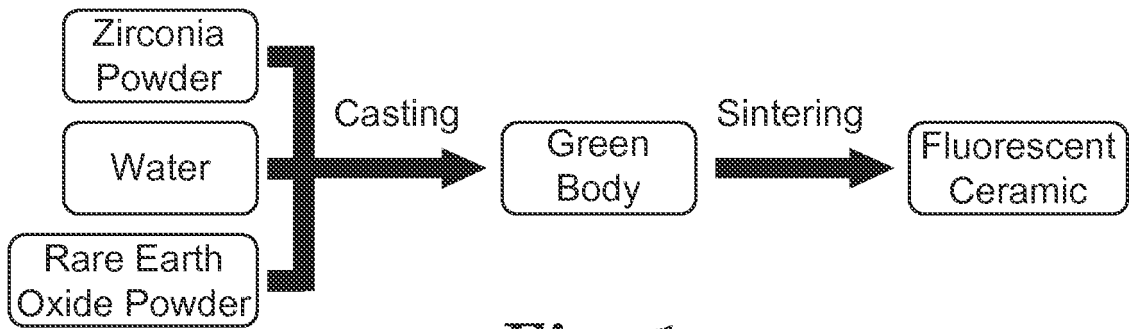 Zirconia
Powder
Water
Rare Earth
Oxide Powder
Casting
Green
Body
Sintering
Fluorescent
Ceramic